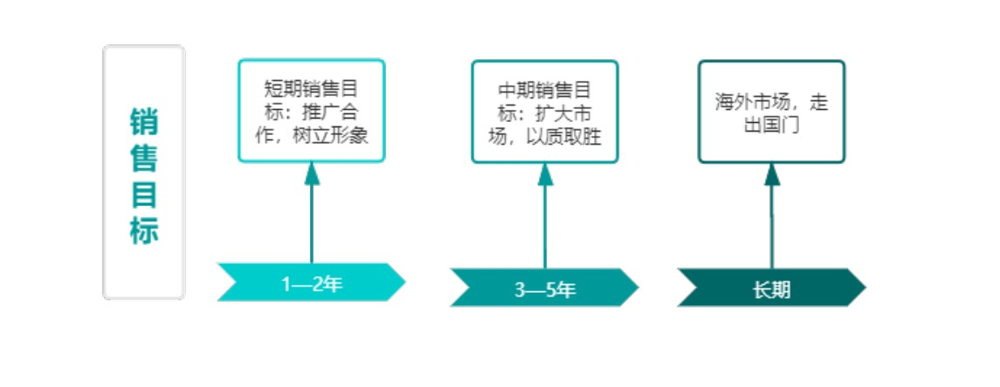 销
售
目
标
短期销售目
标：推广合
作，树立形象
中期销售目
标：扩大市
场，以质取胜
海外市场，走
出国门
1—2年
3—5年
长期